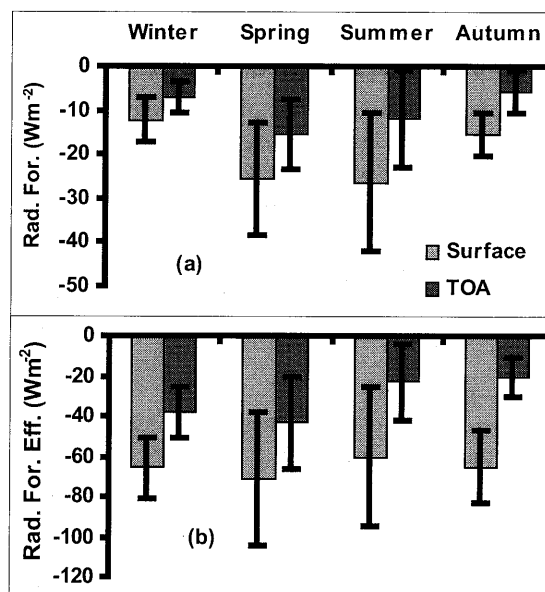 Winter Spring Summer Autumn
0
-10
-20
-30
-40
-50
Rad. For. (Wm-2)
(a)
Surface
TOA
0
-20
-40
-60
-80
-100
-120
Rad. For. Eff. (Wm-2)
(b)